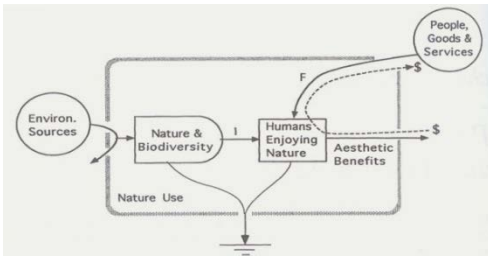 People,
Goods &
Services
$
F
Environ.
Sources
Nature &
Biodiversity
I
Humans
Enjoying
Nature
$
Aesthetic
Benefits
Nature Use